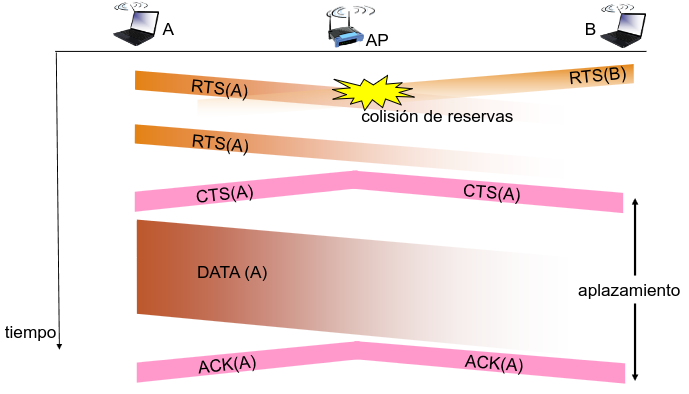 A
AP
B
RTS(A)
RTS(B)
colisión de reservas
RTS(A)
CTS(A)
CTS(A)
DATA (A)
aplazamiento
tiempo
ACK(A)
ACK(A)